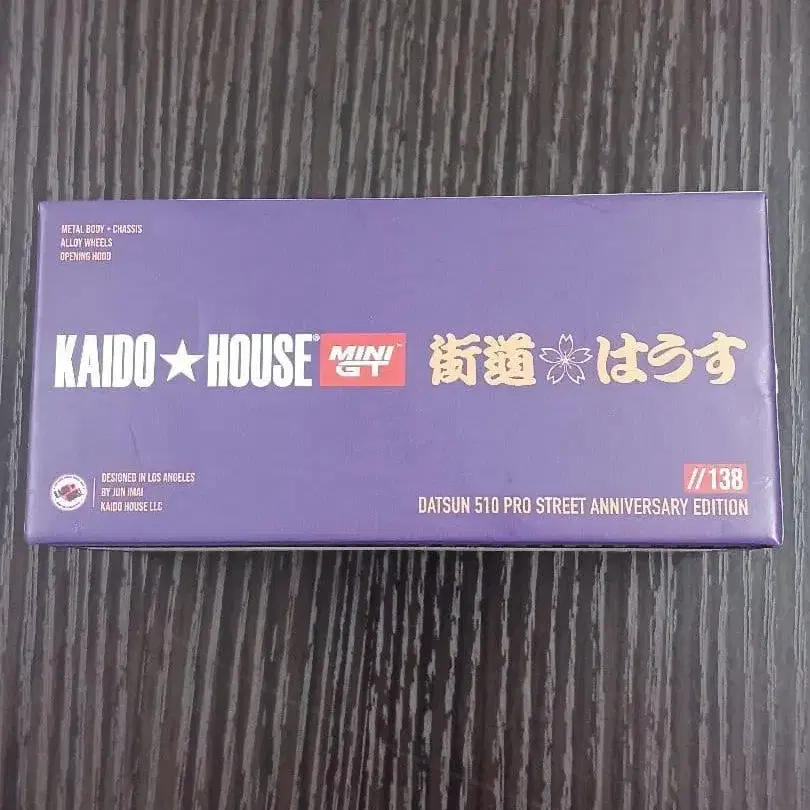 METAL BODY + CHASSIS
ALLOY WHEELS
OPENING HOOD
KAIDO★HOUSE® MINI GT™ 街道 はうす
DESIGNED IN LOS ANGELES
BY JUN IMAI
KAIDO HOUSE LLC
//138
DATSUN 510 PRO STREET ANNIVERSARY EDITION